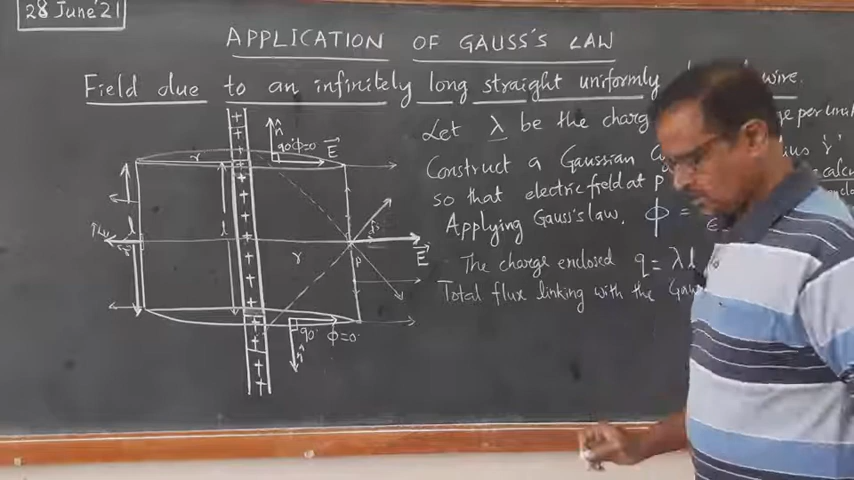 28 June'21
APPLICATION OF GAUSS'S LAW
Field due to an infinitely long straight uniformly wire.
Let λ be the per unit
Construct a Gaussian
so that electric field at P
Applying Gauss's law, ϕ =
The charge enclosed q = λl
Total flux linking with the
n̂
90° ϕ=0
E⃗
r
l
l
r
P
E⃗
90° ϕ=0
n̂